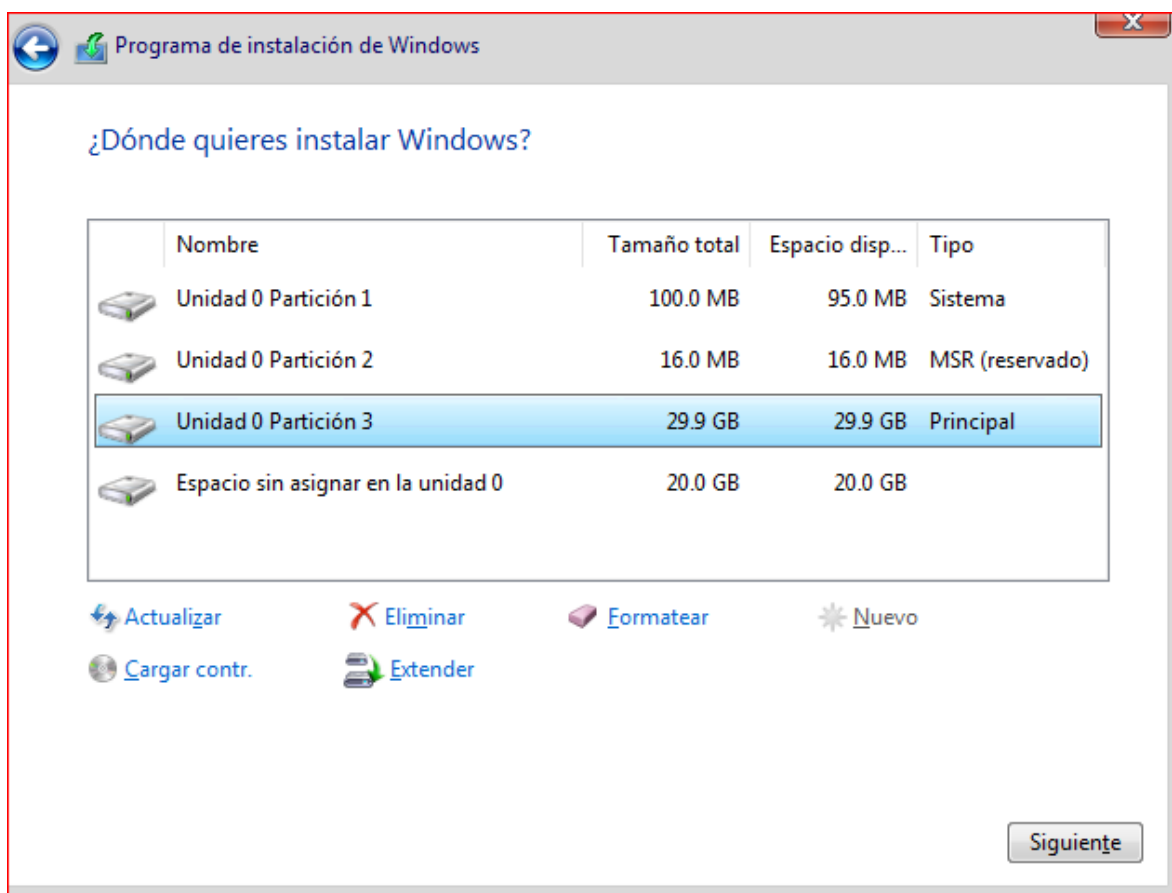 Programa de instalación de Windows
¿Dónde quieres instalar Windows?
Nombre Tamaño total Espacio disp... Tipo
Unidad 0 Partición 1 100.0 MB 95.0 MB Sistema
Unidad 0 Partición 2 16.0 MB 16.0 MB MSR (reservado)
Unidad 0 Partición 3 29.9 GB 29.9 GB Principal
Espacio sin asignar en la unidad 0 20.0 GB 20.0 GB
Actualizar Eliminar Formatear Nuevo
Cargar contr. Extender
Siguiente